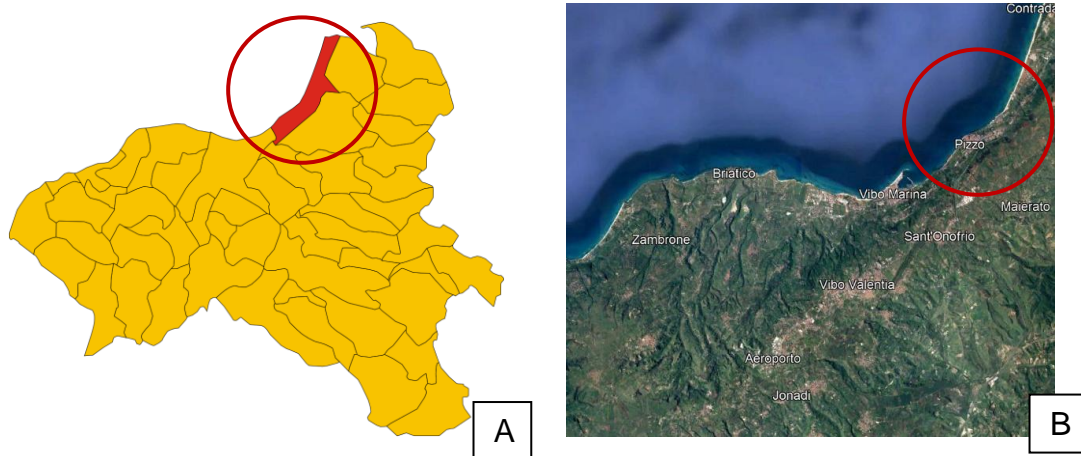 A
Contrada
Pizzo
Briatico
Vibo Marina
Maierato
Zambrone
Sant'Onofrio
Vibo Valentia
Aeroporto
Jonadi
B